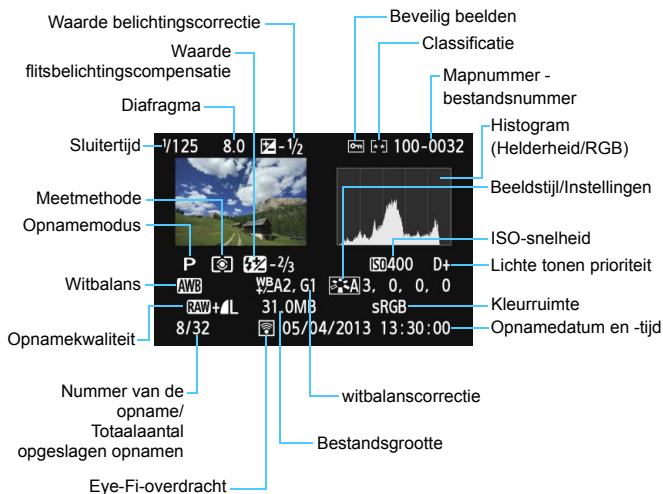 Waarde belichtingscorrectie
Waarde
flitsbelichtingscompensatie
Diafragma
Sluitertijd
Meetmethode
Opnamemodus
Witbalans
Opnamekwaliteit
Nummer van de
opname/
Totaalaantal
opgeslagen opnamen
Eye-Fi-overdracht
Beveilig beelden
Classificatie
Mapnummer -
bestandsnummer
Histogram
(Helderheid/RGB)
Beeldstijl/Instellingen
ISO-snelheid
Lichte tonen prioriteit
Kleurruimte
Opnamedatum en -tijd
witbalanscorrectie
Bestandsgrootte
1/125 8.0 -1/2 100-0032
P -2/3 ISO 400 D+
AWB WB A2, G1 A 3, 0, 0, 0
RAW+L 31.0MB sRGB
8/32 05/04/2013 13:30:00